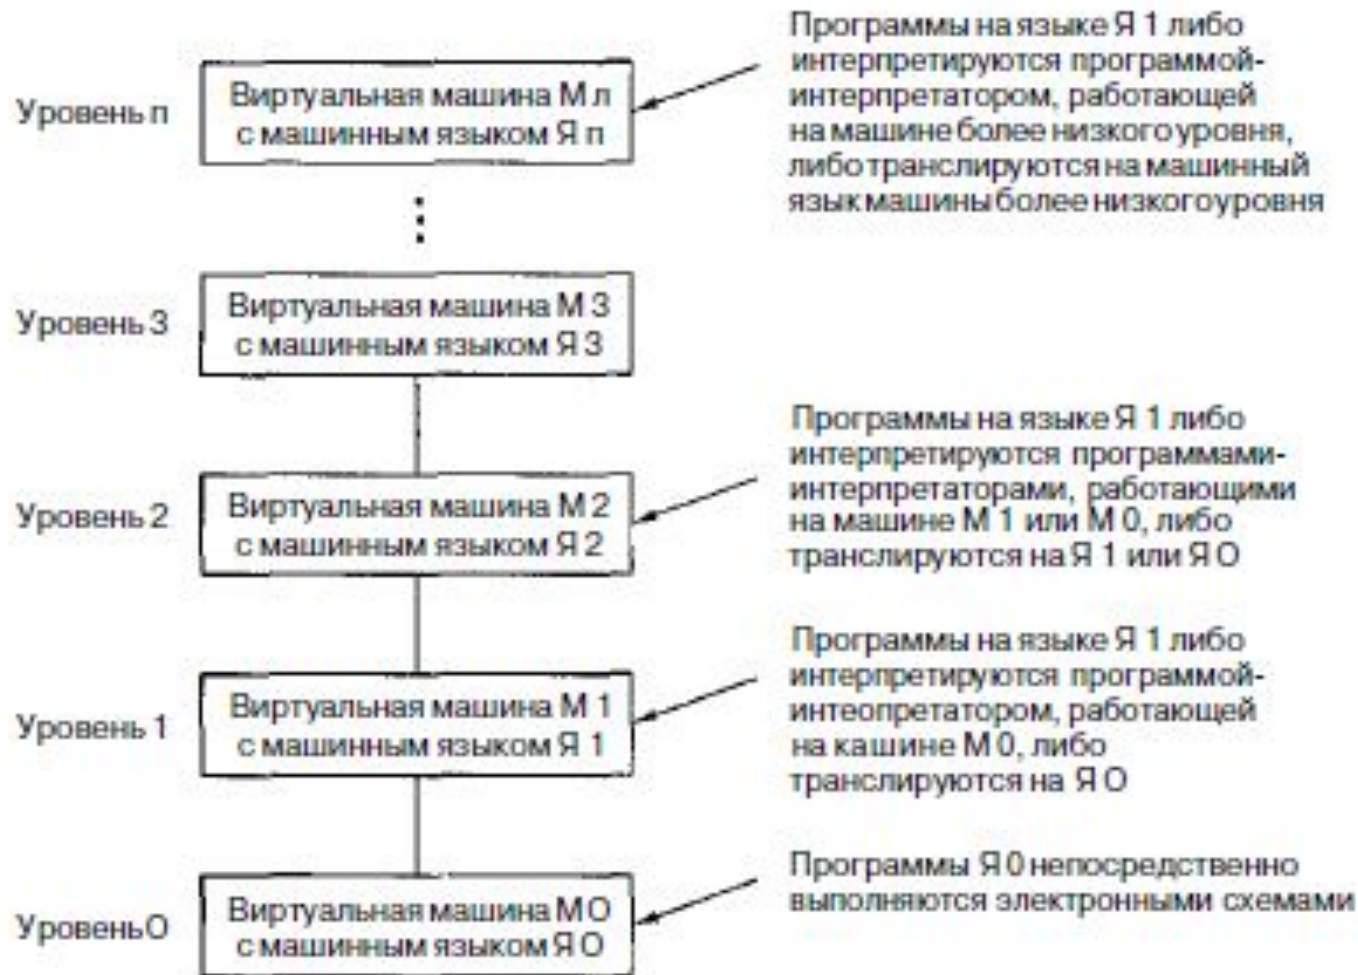 Программы на языке Я 1 либо
интерпретируются программой-
интерпретатором, работающей
на машине более низкого уровня,
либо транслируются на машинный
язык машины более низкого уровня
Уровень п
Виртуальная машина М л
с машинным языком Я п
Уровень 3
Виртуальная машина М 3
с машинным языком Я 3
Программы на языке Я 1 либо
интерпретируются программами-
интерпретаторами, работающими
на машине М 1 или М 0, либо
транслируются на Я 1 или Я О
Уровень 2
Виртуальная машина М 2
с машинным языком Я 2
Программы на языке Я 1 либо
интерпретируются программой-
интеопретатором, работающей
на кашине М 0, либо
транслируются на Я О
Уровень 1
Виртуальная машина М 1
с машинным языком Я 1
Программы Я 0 непосредственно
выполняются электронными схемами
Уровень О
Виртуальная машина М О
с машинным языком Я О